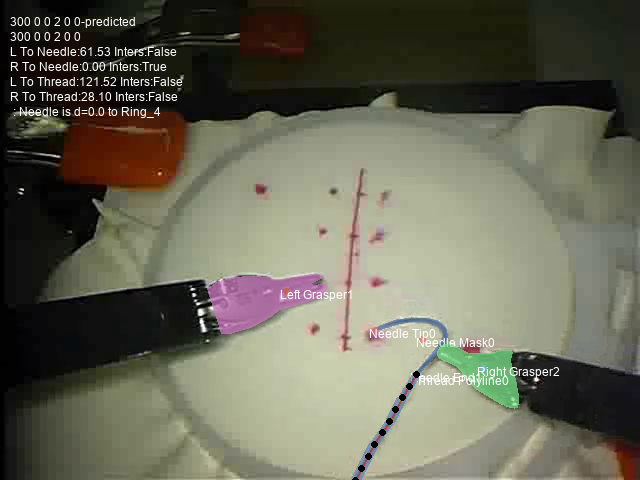 300 0 0 2 0 0-predicted
300 0 0 2 0 0
L To Needle:61.53 Inters:False
R To Needle:0.00 Inters:True
L To Thread:121.52 Inters:False
R To Thread:28.10 Inters:False
: Needle is d=0.0 to Ring_4
Left Grasper1
Needle Tip0
Needle Mask0
Right Grasper2
Thread Polyline0